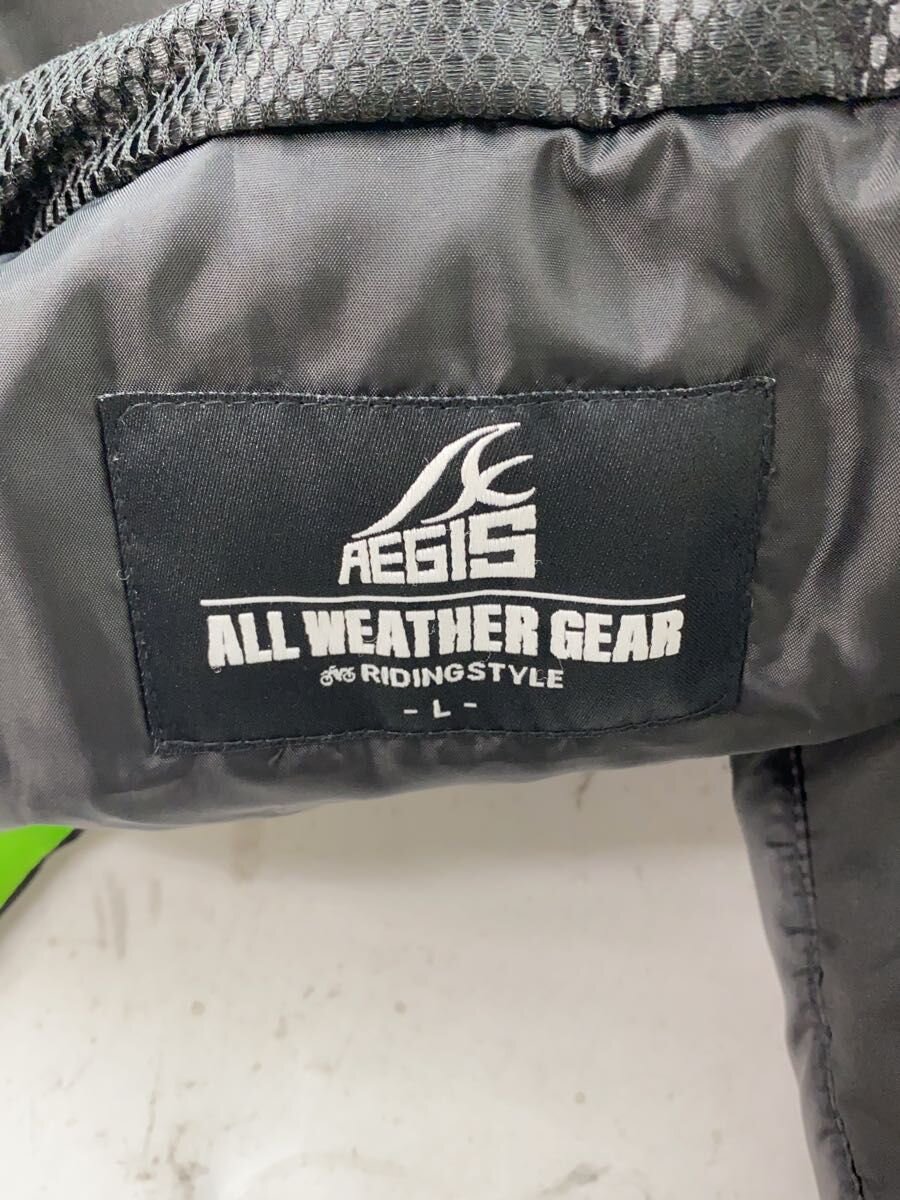 AEGIS
ALL WEATHER GEAR
RIDINGSTYLE
- L -